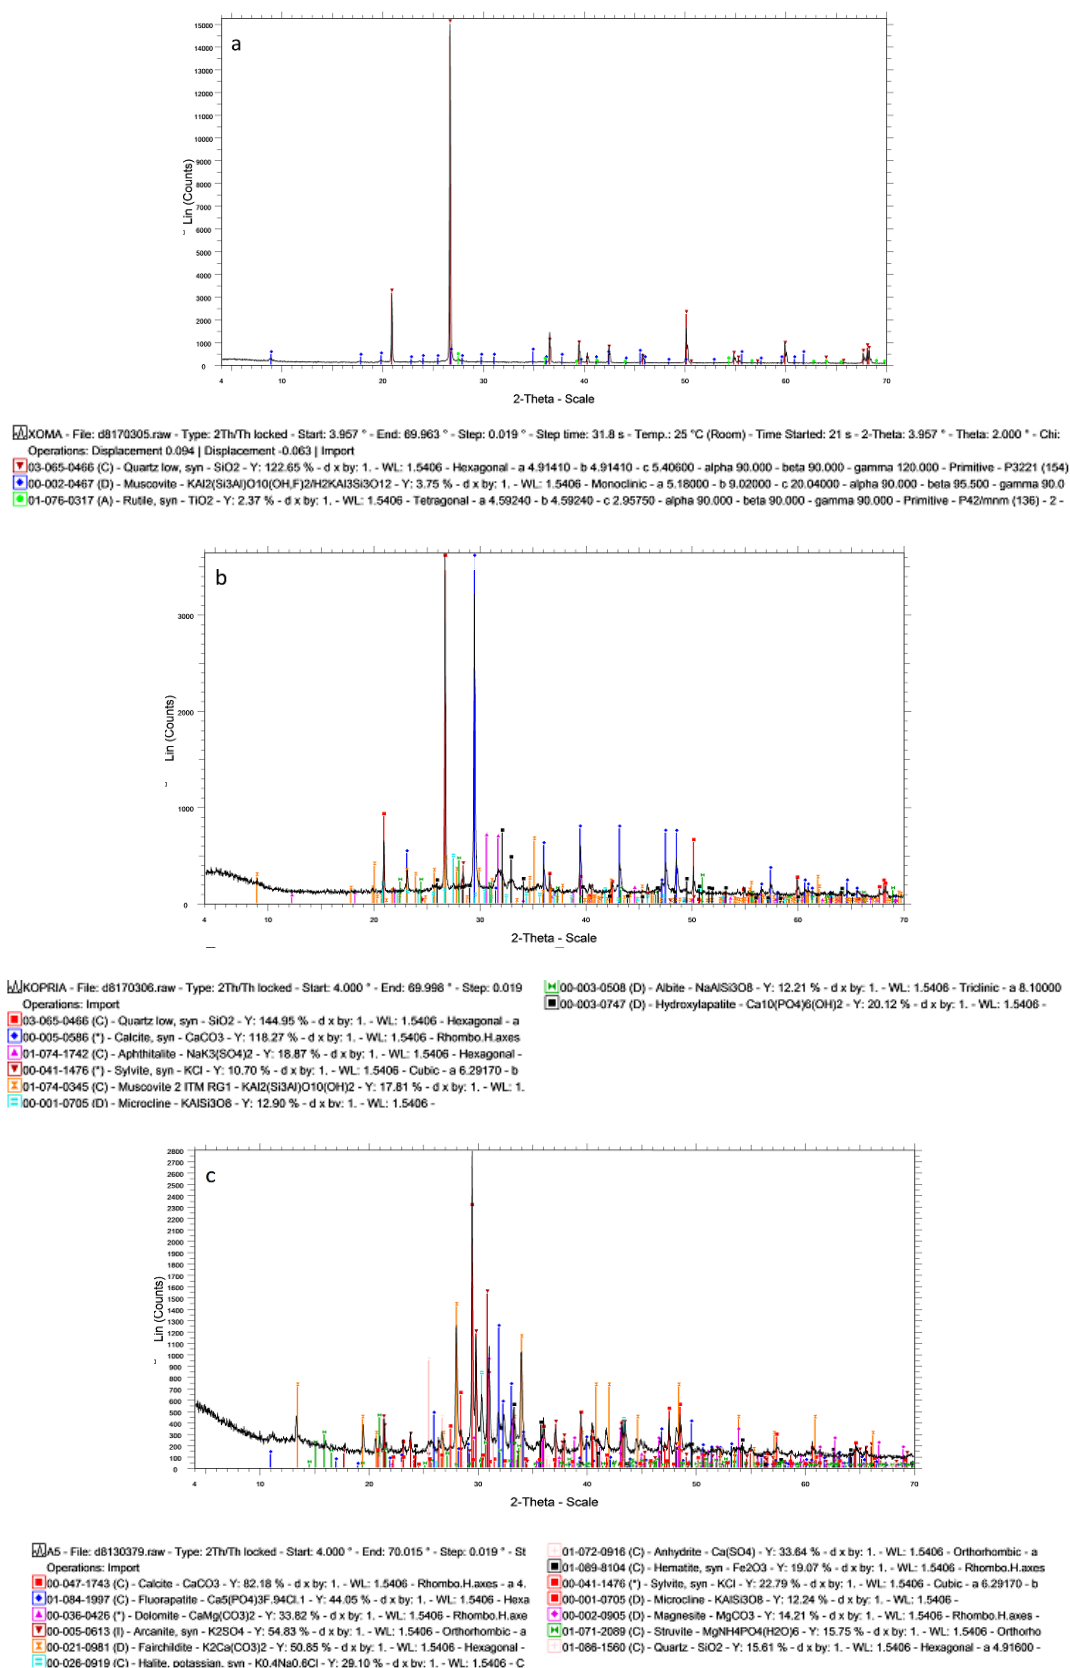 a
15000
14000
13000
12000
11000
10000
9000
8000
7000
6000
5000
4000
3000
2000
1000
0
Lin (Counts)
4 10 20 30 40 50 60 70
2-Theta - Scale
XOMA - File: d8170305.raw - Type: 2Th/Th locked - Start: 3.957 ° - End: 69.963 ° - Step: 0.019 ° - Step time: 31.8 s - Temp.: 25 °C (Room) - Time Started: 21 s - 2-Theta: 3.957 ° - Theta: 2.000 ° - Chi:
Operations: Displacement 0.094 | Displacement -0.063 | Import
03-065-0466 (C) - Quartz low, syn - SiO2 - Y: 122.65 % - d x by: 1. - WL: 1.5406 - Hexagonal - a 4.91410 - b 4.91410 - c 5.40600 - alpha 90.000 - beta 90.000 - gamma 120.000 - Primitive - P3221 (154)
00-002-0467 (D) - Muscovite - KAl2(Si3Al)O10(OH,F)2/H2KAl3Si3O12 - Y: 3.75 % - d x by: 1. - WL: 1.5406 - Monoclinic - a 5.18000 - b 9.02000 - c 20.04000 - alpha 90.000 - beta 95.500 - gamma 90.0
01-076-0317 (A) - Rutile, syn - TiO2 - Y: 2.37 % - d x by: 1. - WL: 1.5406 - Tetragonal - a 4.59240 - b 4.59240 - c 2.95750 - alpha 90.000 - beta 90.000 - gamma 90.000 - Primitive - P42/mnm (136) - 2 -
b
3000
2000
1000
0
Lin (Counts)
4 10 20 30 40 50 60 70
2-Theta - Scale
KOPRIA - File: d8170306.raw - Type: 2Th/Th locked - Start: 4.000 ° - End: 69.998 ° - Step: 0.019
Operations: Import
03-065-0466 (C) - Quartz low, syn - SiO2 - Y: 144.95 % - d x by: 1. - WL: 1.5406 - Hexagonal - a
00-005-0586 (*) - Calcite, syn - CaCO3 - Y: 118.27 % - d x by: 1. - WL: 1.5406 - Rhombo.H.axes
01-074-1742 (C) - Aphthitalite - NaK3(SO4)2 - Y: 18.87 % - d x by: 1. - WL: 1.5406 - Hexagonal -
00-041-1476 (*) - Sylvite, syn - KCl - Y: 10.70 % - d x by: 1. - WL: 1.5406 - Cubic - a 6.29170 - b
01-074-0345 (C) - Muscovite 2 ITM RG1 - KAl2(Si3Al)O10(OH)2 - Y: 17.81 % - d x by: 1. - WL: 1.
00-001-0705 (D) - Microcline - KAlSi3O8 - Y: 12.90 % - d x by: 1. - WL: 1.5406 -
00-003-0508 (D) - Albite - NaAlSi3O8 - Y: 12.21 % - d x by: 1. - WL: 1.5406 - Triclinic - a 8.10000
00-003-0747 (D) - Hydroxylapatite - Ca10(PO4)6(OH)2 - Y: 20.12 % - d x by: 1. - WL: 1.5406 -
c
2800
2700
2600
2500
2400
2300
2200
2100
2000
1900
1800
1700
1600
1500
1400
1300
1200
1100
1000
900
800
700
600
500
400
300
200
100
0
Lin (Counts)
4 10 20 30 40 50 60 70
2-Theta - Scale
A5 - File: d8130379.raw - Type: 2Th/Th locked - Start: 4.000 ° - End: 70.015 ° - Step: 0.019 ° - St
Operations: Import
00-047-1743 (C) - Calcite - CaCO3 - Y: 82.18 % - d x by: 1. - WL: 1.5406 - Rhombo.H.axes - a 4.
01-084-1997 (C) - Fluorapatite - Ca5(PO4)3F.94Cl.1 - Y: 44.05 % - d x by: 1. - WL: 1.5406 - Hexa
00-036-0426 (*) - Dolomite - CaMg(CO3)2 - Y: 33.82 % - d x by: 1. - WL: 1.5406 - Rhombo.H.axe
00-005-0613 (I) - Arcanite, syn - K2SO4 - Y: 54.83 % - d x by: 1. - WL: 1.5406 - Orthorhombic - a
00-021-0981 (D) - Fairchildite - K2Ca(CO3)2 - Y: 50.85 % - d x by: 1. - WL: 1.5406 - Hexagonal -
00-026-0919 (C) - Halite, potassian, syn - K0.4Na0.6Cl - Y: 29.10 % - d x by: 1. - WL: 1.5406 - C
01-072-0916 (C) - Anhydrite - Ca(SO4) - Y: 33.64 % - d x by: 1. - WL: 1.5406 - Orthorhombic - a
01-089-8104 (C) - Hematite, syn - Fe2O3 - Y: 19.07 % - d x by: 1. - WL: 1.5406 - Rhombo.H.axes
00-041-1476 (*) - Sylvite, syn - KCl - Y: 22.79 % - d x by: 1. - WL: 1.5406 - Cubic - a 6.29170 - b
00-001-0705 (D) - Microcline - KAlSi3O8 - Y: 12.24 % - d x by: 1. - WL: 1.5406 -
00-002-0905 (D) - Magnesite - MgCO3 - Y: 14.21 % - d x by: 1. - WL: 1.5406 - Rhombo.H.axes -
01-071-2089 (C) - Struvite - MgNH4PO4(H2O)6 - Y: 15.75 % - d x by: 1. - WL: 1.5406 - Orthorho
01-086-1560 (C) - Quartz - SiO2 - Y: 15.61 % - d x by: 1. - WL: 1.5406 - Hexagonal - a 4.91600 -